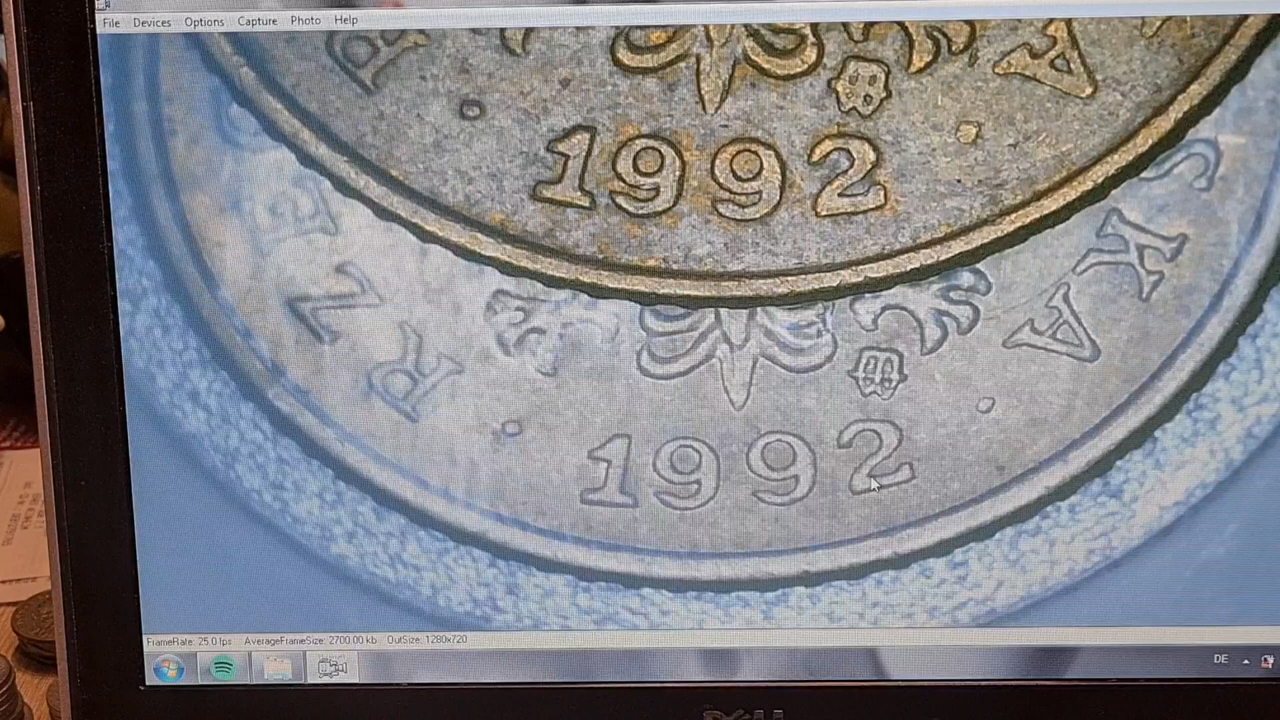 File Devices Options Capture Photo Help
1992
1992
FrameRate: 25.0 fps AverageFrameSize: 2700.00 kb OutSize: 1280x720
DE
DELL